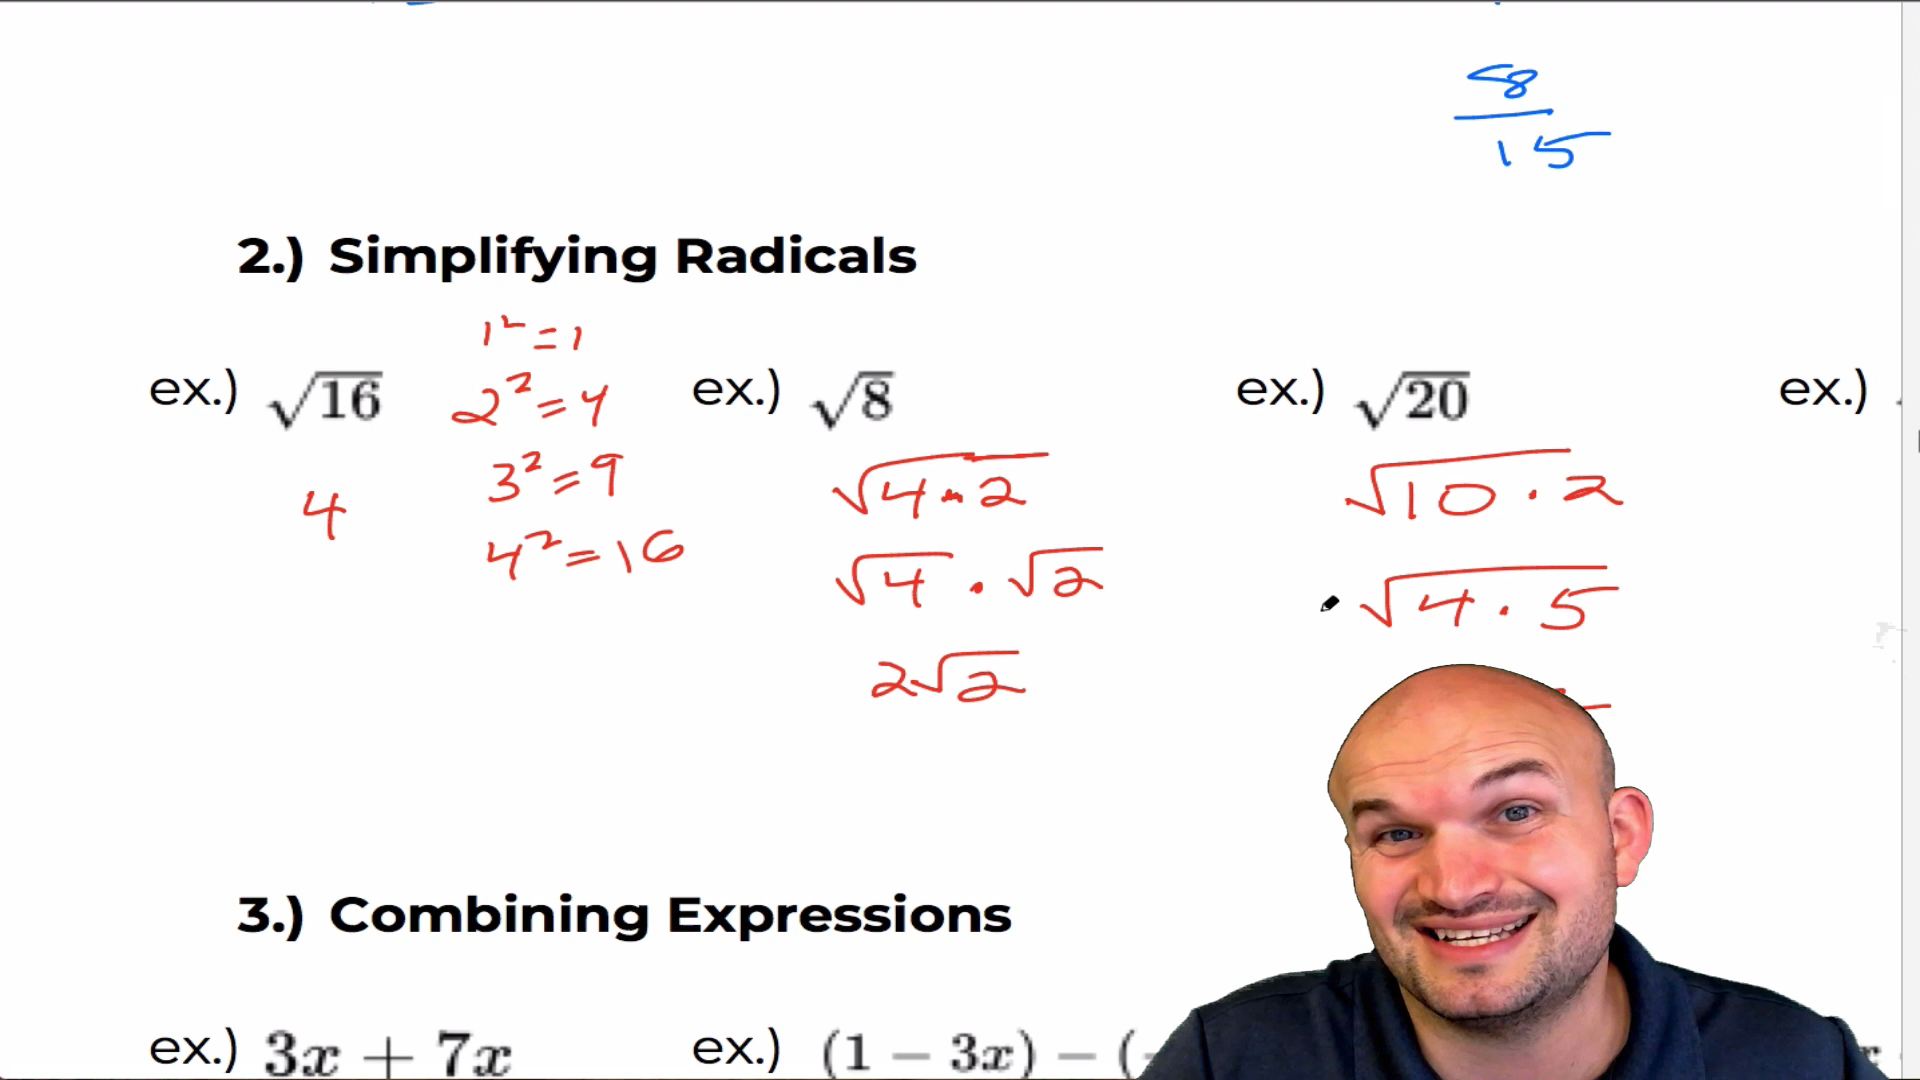 58
15
2.) Simplifying Radicals
ex.) √16
1² = 1
2² = 4
3² = 9
4² = 16
4
ex.) √8
√4 · 2
√4 · √2
2√2
ex.) √20
√10 · 2
√4 · 5
ex.)
3.) Combining Expressions
ex.) 3x + 7x
ex.) (1 − 3x) − (